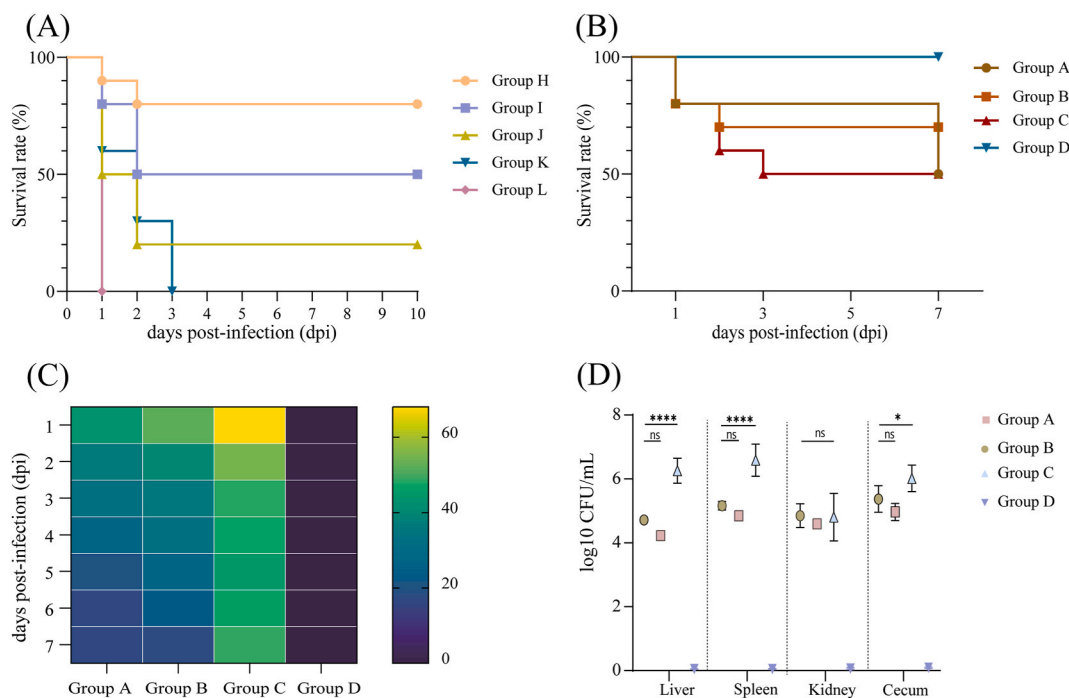 (A)
100
50
0
Survival rate (%)
0 1 2 3 4 5 6 7 8 9 10
days post-infection (dpi)
Group H
Group I
Group J
Group K
Group L
(B)
100
50
0
Survival rate (%)
1 3 5 7
days post-infection (dpi)
Group A
Group B
Group C
Group D
(C)
days post-infection (dpi)
1
2
3
4
5
6
7
Group A Group B Group C Group D
60
40
20
0
(D)
log10 CFU/mL
8
6
4
2
0
**** **** *
ns ns ns ns
Liver Spleen Kidney Cecum
Group A
Group B
Group C
Group D